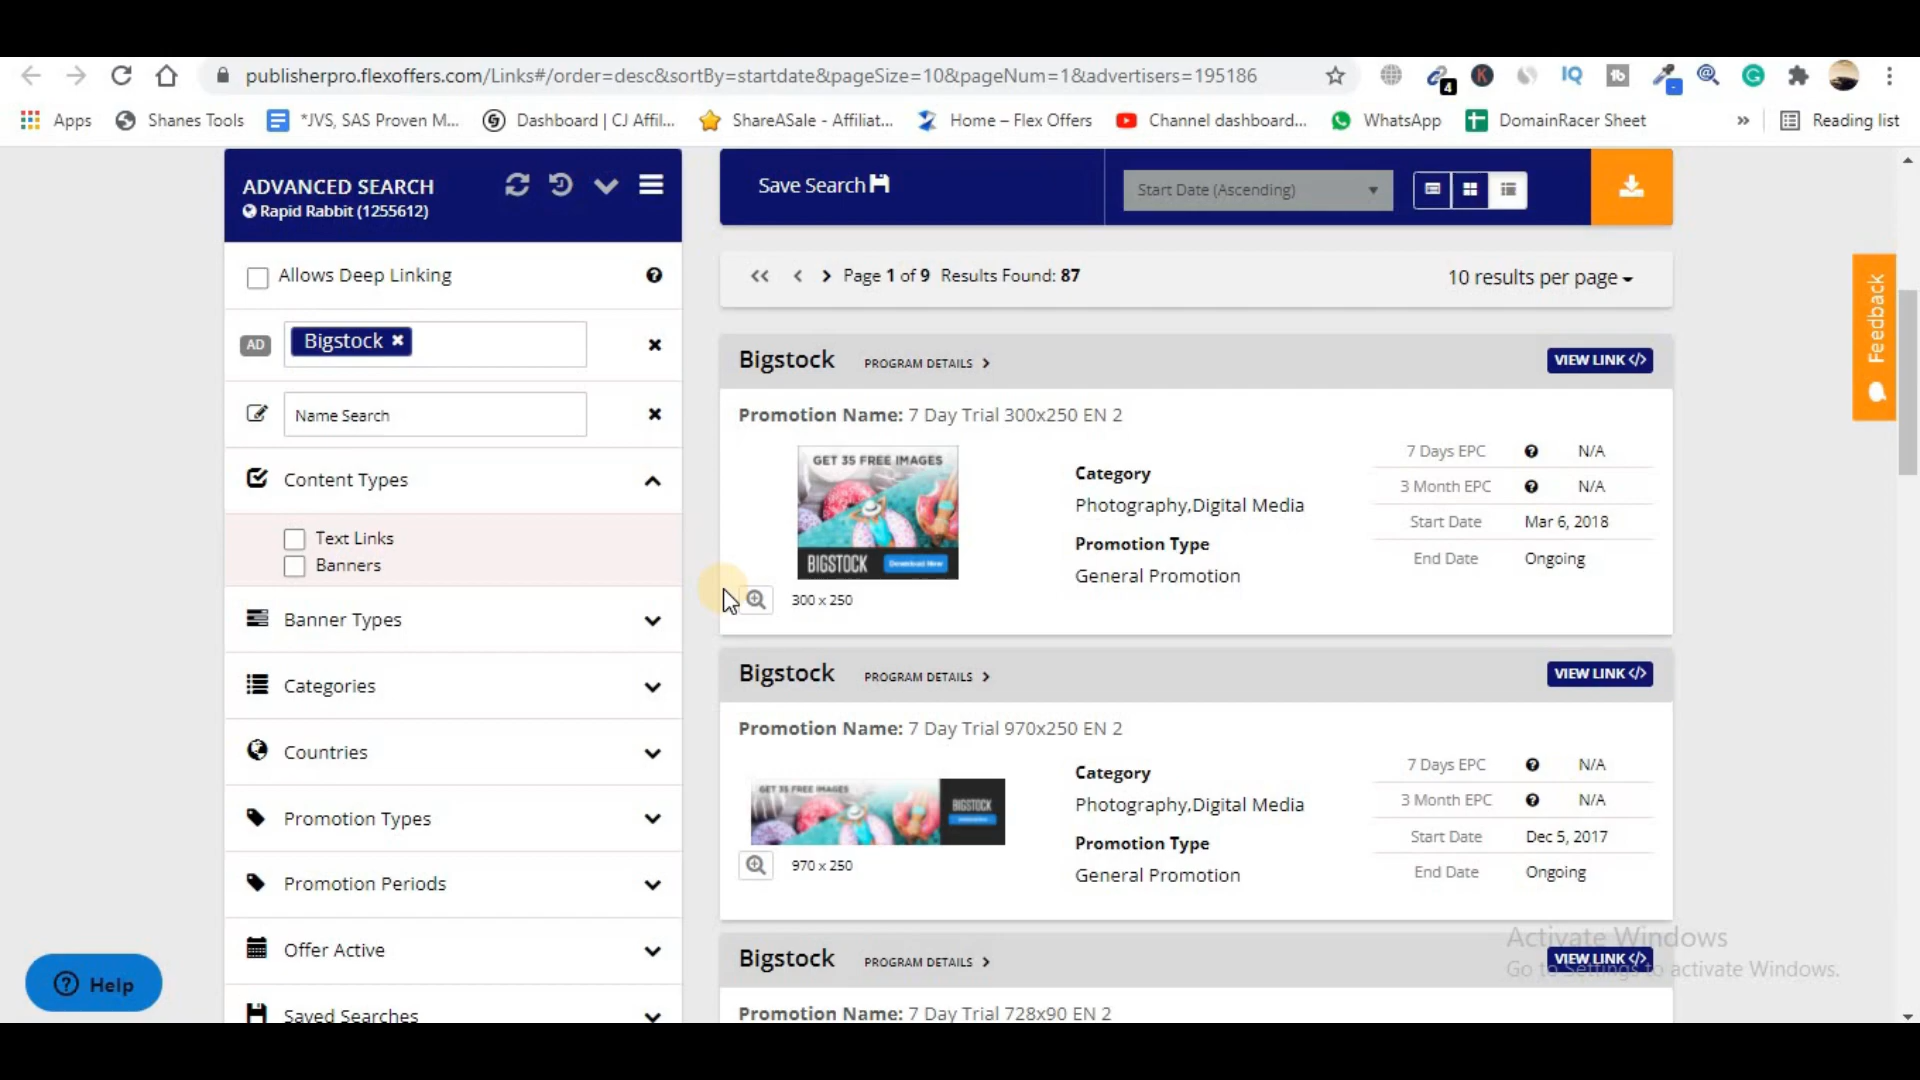 publisherpro.flexoffers.com/Links#/order=desc&sortBy=startdate&pageSize=10&pageNum=1&advertisers=195186
4
K
IQ
Apps
Shanes Tools
*JVS, SAS Proven M...
Dashboard | CJ Affil...
ShareASale - Affiliat...
Home – Flex Offers
Channel dashboard...
WhatsApp
DomainRacer Sheet
»
Reading list
ADVANCED SEARCH
Rapid Rabbit (1255612)
Save Search
Start Date (Ascending)
Allows Deep Linking
Page 1 of 9 Results Found: 87
10 results per page
Feedback
AD
Bigstock
Name Search
Content Types
Text Links
Banners
Banner Types
Categories
Countries
Promotion Types
Promotion Periods
Offer Active
Saved Searches
Help
Bigstock PROGRAM DETAILS
VIEW LINK </>
Promotion Name: 7 Day Trial 300x250 EN 2
GET 35 FREE IMAGES
BIGSTOCK
Download Now
300 x 250
Category
Photography,Digital Media
Promotion Type
General Promotion
7 Days EPC N/A
3 Month EPC N/A
Start Date Mar 6, 2018
End Date Ongoing
Bigstock PROGRAM DETAILS
VIEW LINK </>
Promotion Name: 7 Day Trial 970x250 EN 2
GET 35 FREE IMAGES
BIGSTOCK
970 x 250
Category
Photography,Digital Media
Promotion Type
General Promotion
7 Days EPC N/A
3 Month EPC N/A
Start Date Dec 5, 2017
End Date Ongoing
Bigstock PROGRAM DETAILS
VIEW LINK </>
Promotion Name: 7 Day Trial 728x90 EN 2
Activate Windows
Go to Settings to activate Windows.